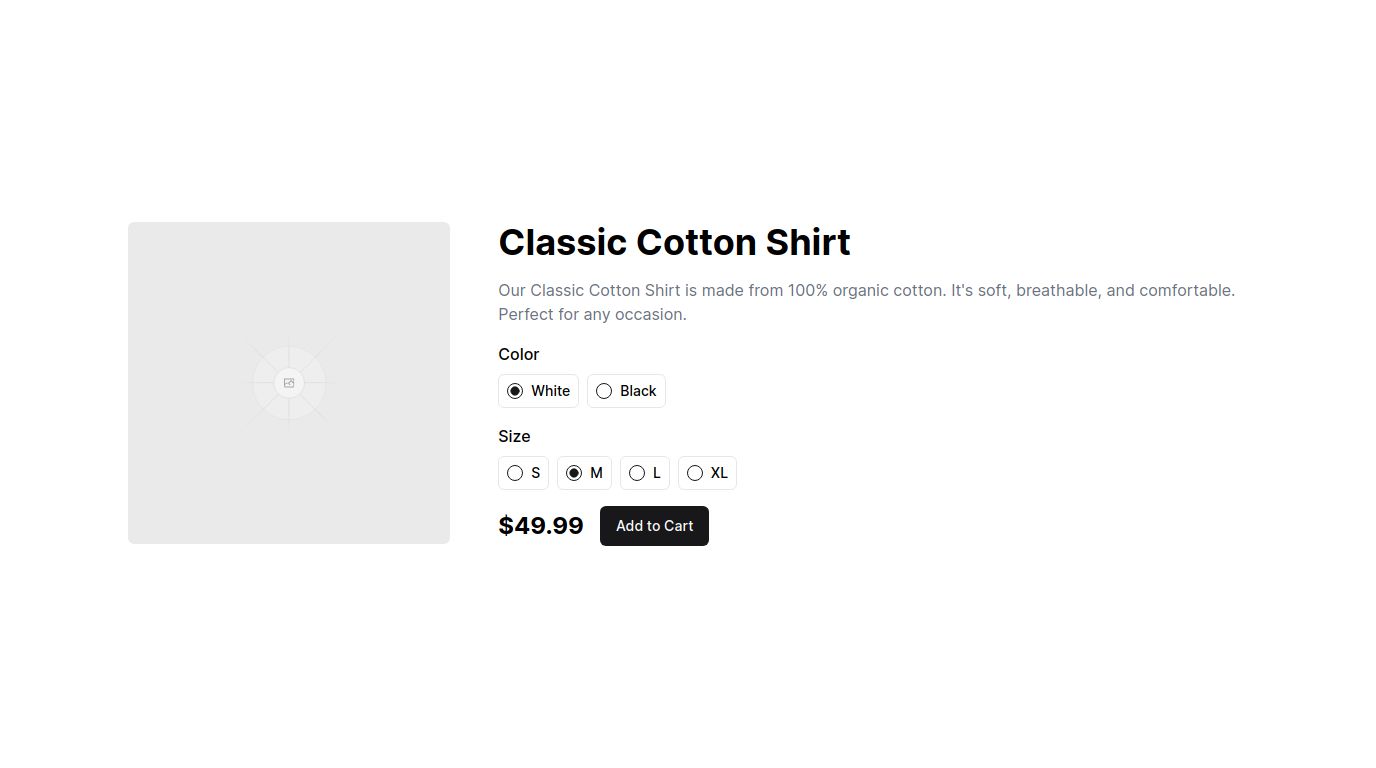 Classic Cotton Shirt
Our Classic Cotton Shirt is made from 100% organic cotton. It's soft, breathable, and comfortable.
Perfect for any occasion.
Color
White Black
Size
S M L XL
$49.99 Add to Cart